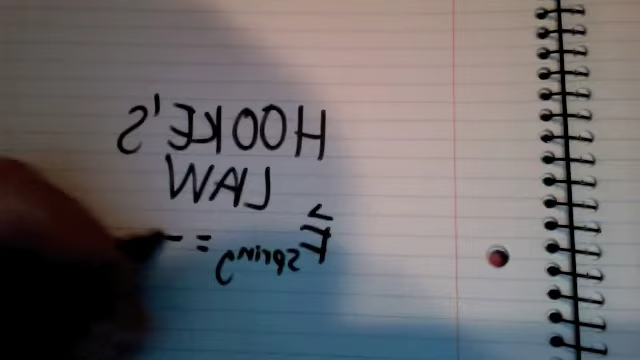 HOOKE'S
LAW
F⃗spring = -